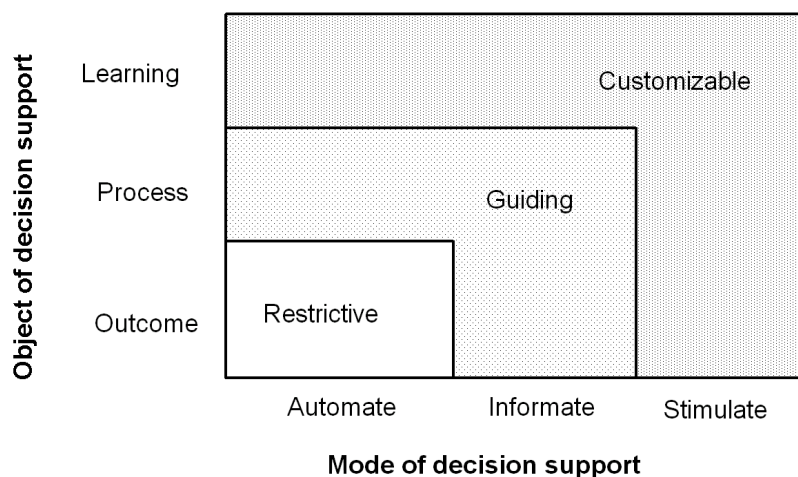 Object of decision support
Learning
Customizable
Process
Guiding
Outcome
Restrictive
Automate
Informate
Stimulate
Mode of decision support